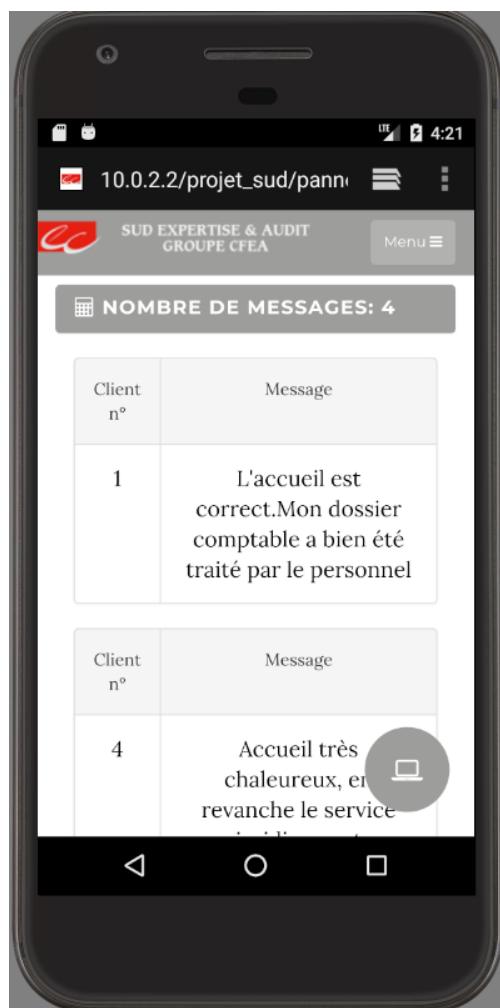 LTE 4:21
10.0.2.2/projet_sud/pann
SUD EXPERTISE & AUDIT
GROUPE CFEA
Menu
NOMBRE DE MESSAGES: 4
Client
n°
Message
1
L'accueil est
correct.Mon dossier
comptable a bien été
traité par le personnel
Client
n°
Message
4
Accueil très
chaleureux, en
revanche le service